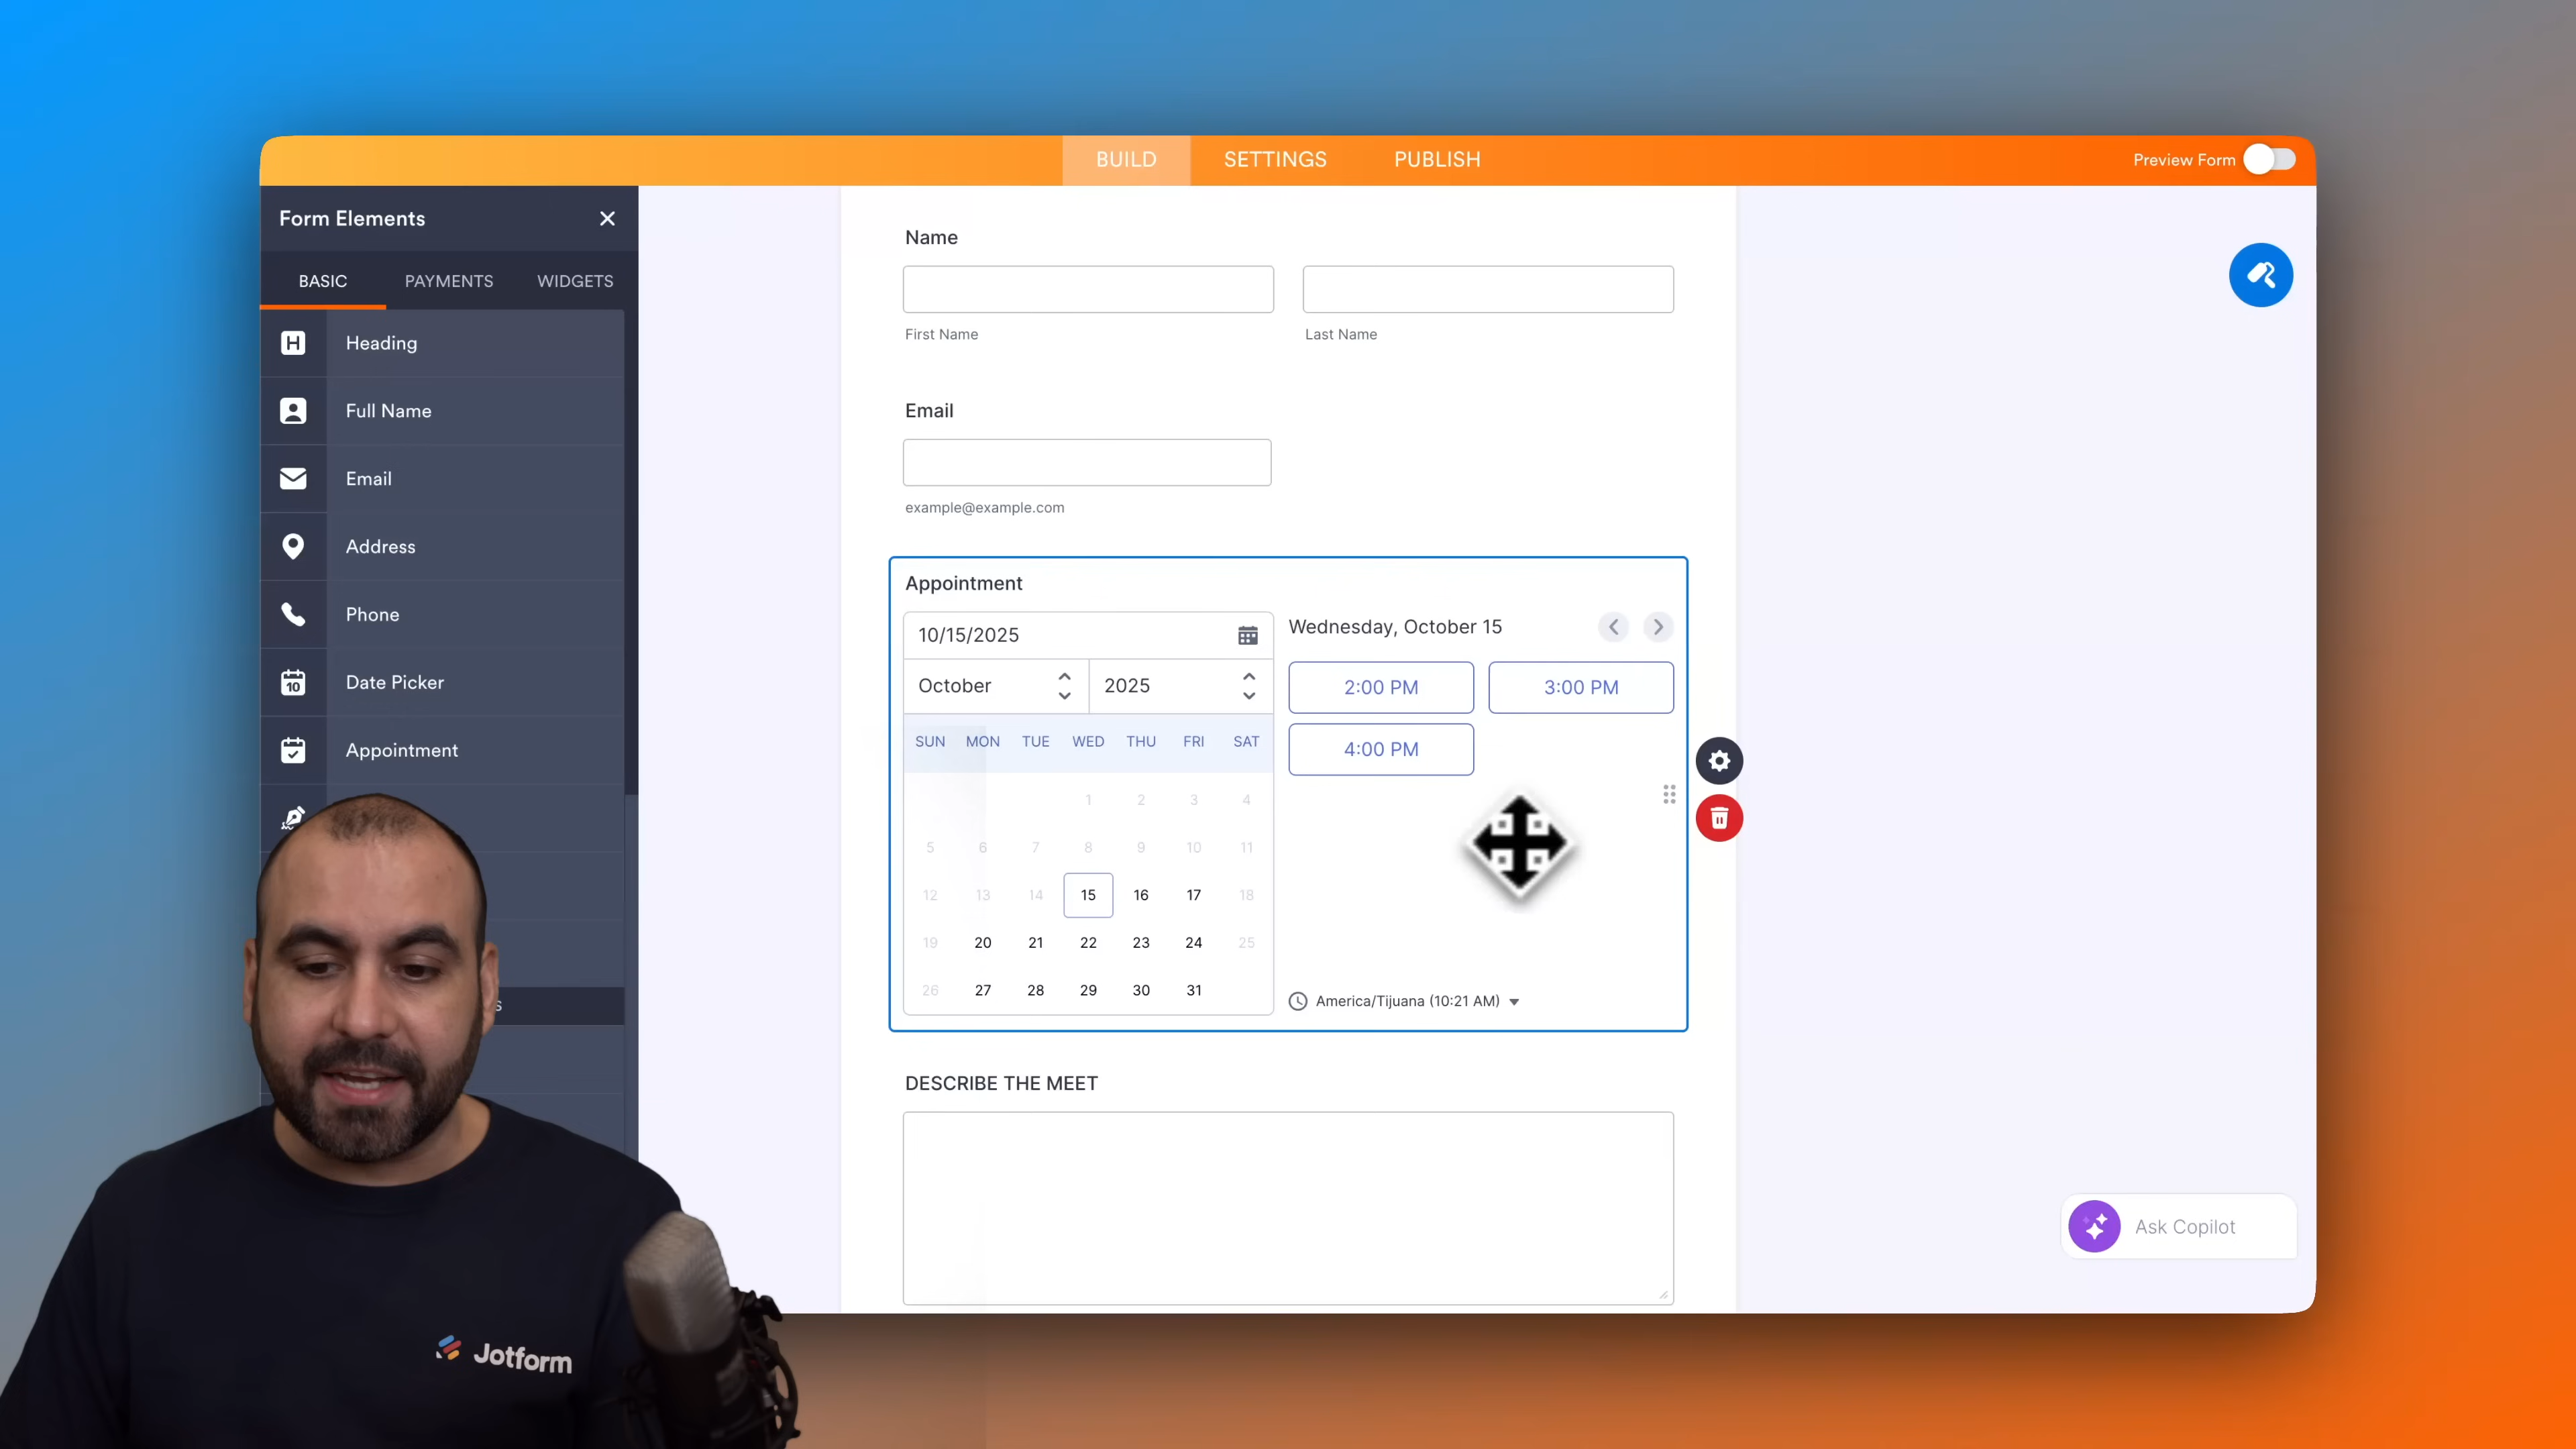 BUILD SETTINGS PUBLISH
Preview Form
Form Elements
BASIC PAYMENTS WIDGETS
H Heading
Full Name
Email
Address
Phone
10 Date Picker
Appointment
S
Name
First Name Last Name
Email
example@example.com
Appointment
10/15/2025
October 2025
SUN MON TUE WED THU FRI SAT
1 2 3 4
5 6 7 8 9 10 11
12 13 14 15 16 17 18
19 20 21 22 23 24 25
26 27 28 29 30 31
Wednesday, October 15
2:00 PM 3:00 PM
4:00 PM
America/Tijuana (10:21 AM)
DESCRIBE THE MEET
Ask Copilot
Jotform